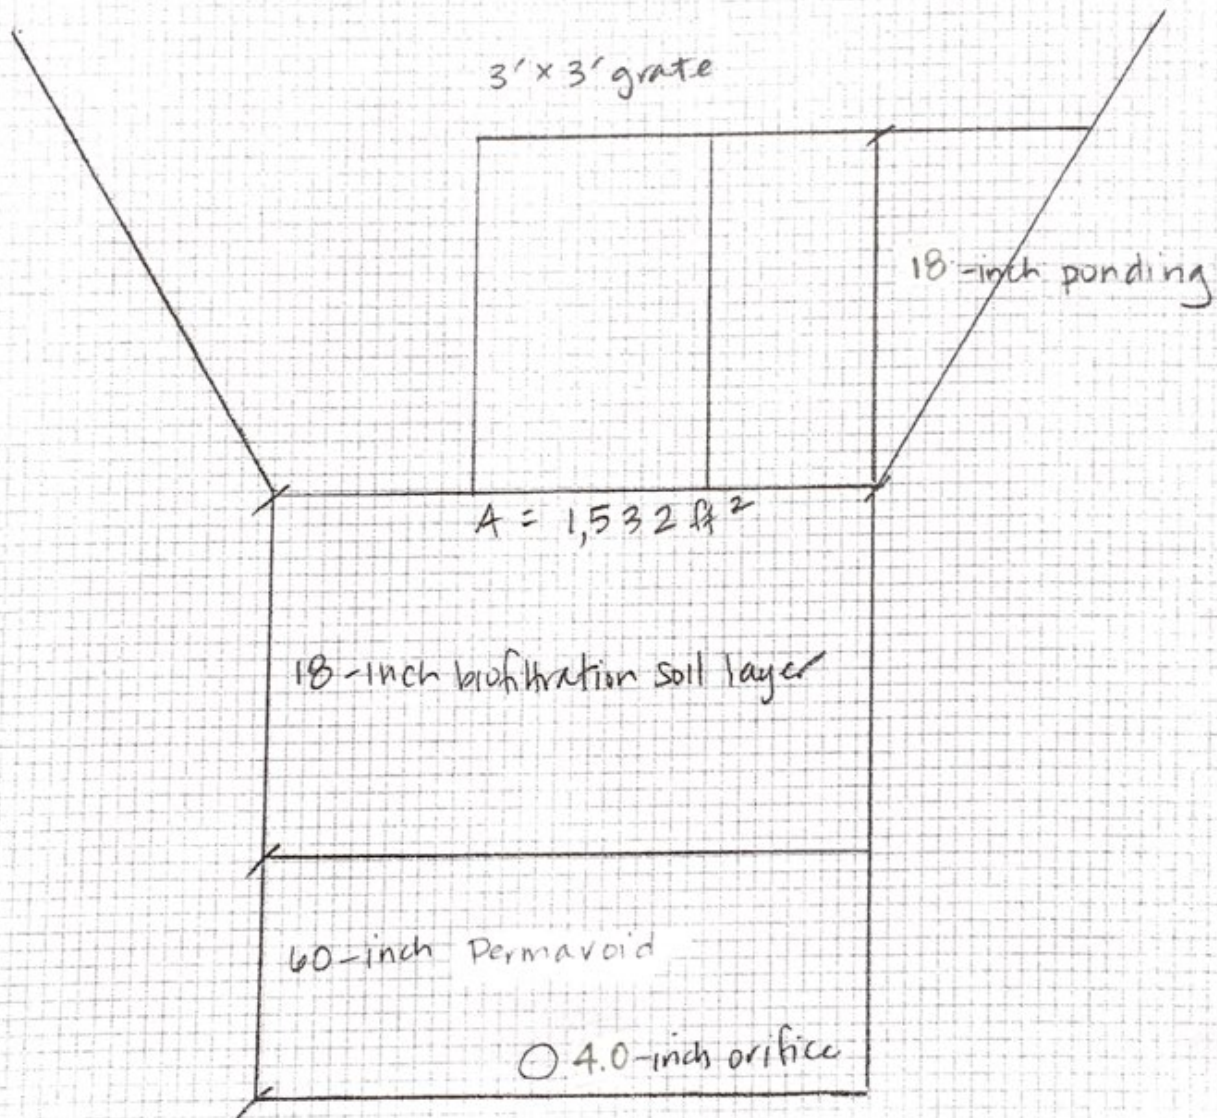 3' × 3' grate
18-inch ponding
A = 1,532 ft²
18-inch biofiltration soil layer
60-inch Permavoid
4.0-inch orifice